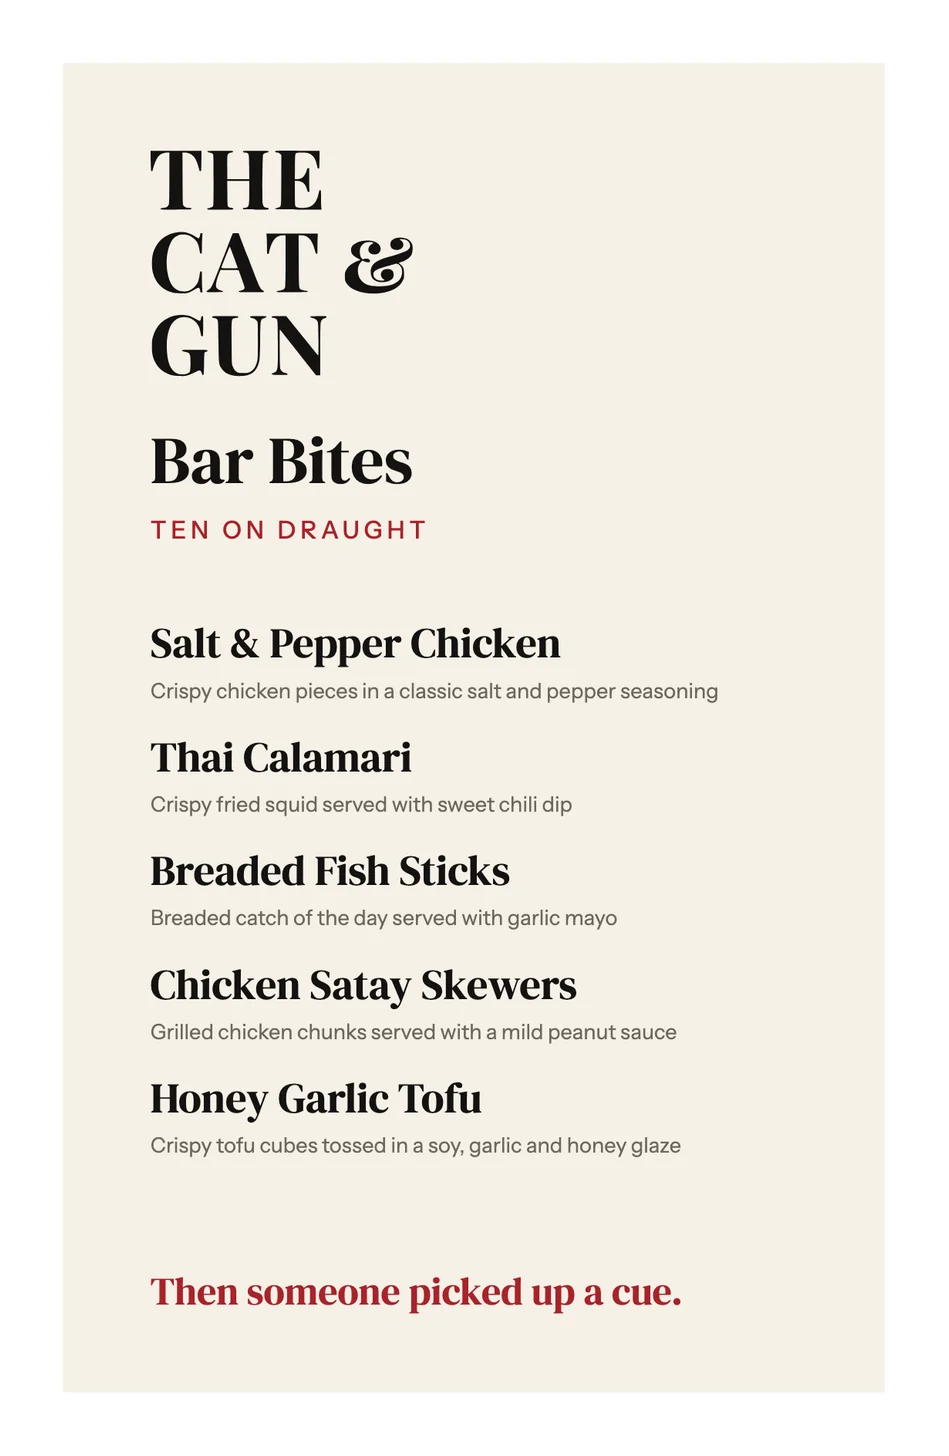 THE
CAT &
GUN
Bar Bites
TEN ON DRAUGHT
Salt & Pepper Chicken
Crispy chicken pieces in a classic salt and pepper seasoning
Thai Calamari
Crispy fried squid served with sweet chili dip
Breaded Fish Sticks
Breaded catch of the day served with garlic mayo
Chicken Satay Skewers
Grilled chicken chunks served with a mild peanut sauce
Honey Garlic Tofu
Crispy tofu cubes tossed in a soy, garlic and honey glaze
Then someone picked up a cue.